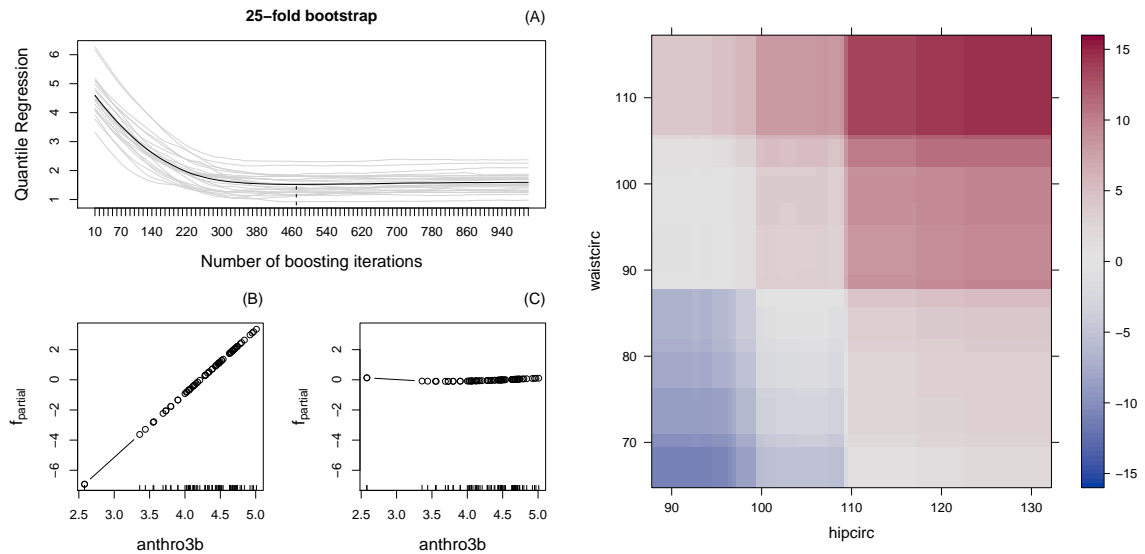 25−fold bootstrap
(A)
Quantile Regression
6
5
4
3
2
1
10 70 140 220 300 380 460 540 620 700 780 860 940
Number of boosting iterations
(B)
f partial
2
0
−2
−4
−6
2.5 3.0 3.5 4.0 4.5 5.0
anthro3b
(C)
f partial
2
0
−2
−4
−6
2.5 3.0 3.5 4.0 4.5 5.0
anthro3b
waistcirc
110
100
90
80
70
90 100 110 120 130
hipcirc
15
10
5
0
−5
−10
−15